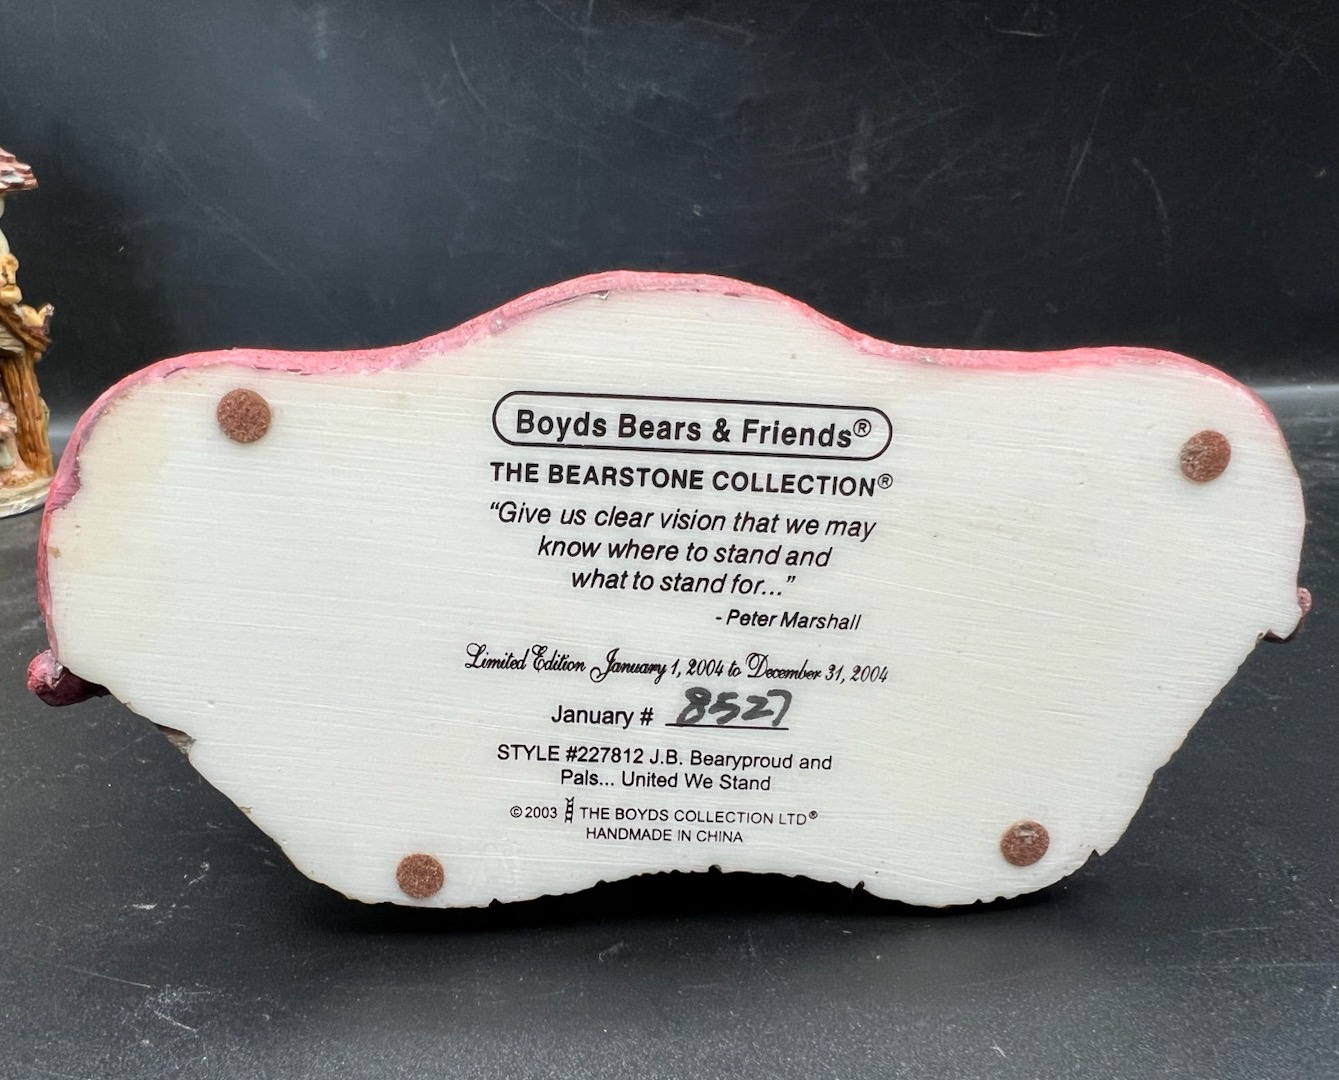 Boyds Bears & Friends®
THE BEARSTONE COLLECTION®
“Give us clear vision that we may
know where to stand and
what to stand for...”
- Peter Marshall
Limited Edition January 1, 2004 to December 31, 2004
January # 8527
STYLE #227812 J.B. Bearyproud and
Pals... United We Stand
©2003 THE BOYDS COLLECTION LTD®
HANDMADE IN CHINA